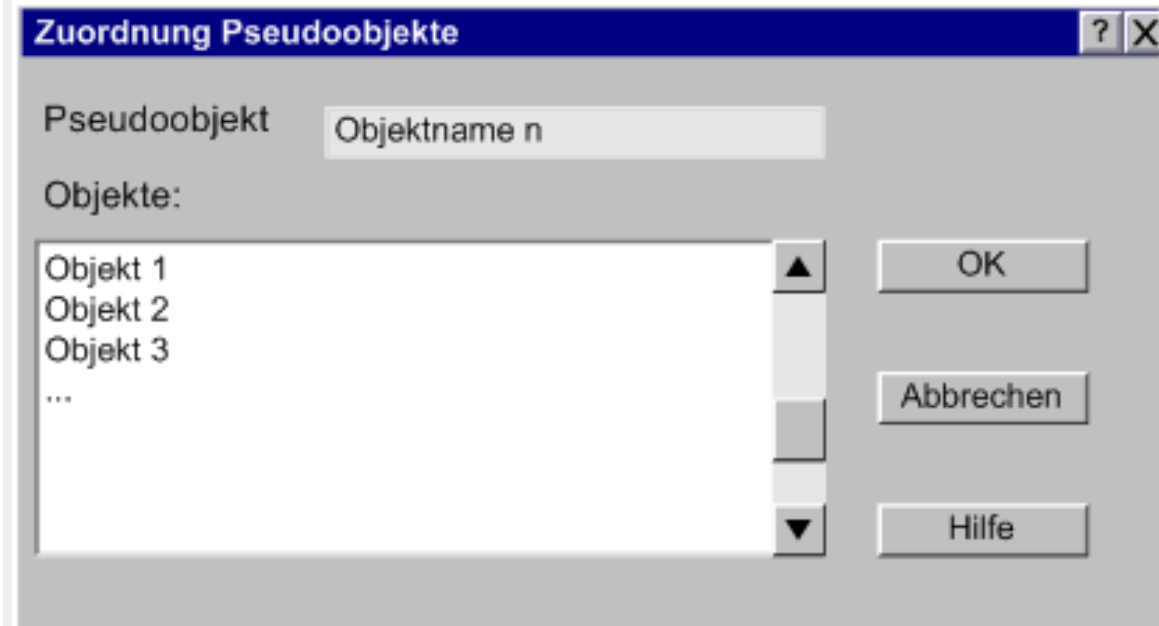 Zuordnung Pseudoobjekte ? X
Pseudoobjekt Objektname n
Objekte:
Objekt 1
Objekt 2
Objekt 3
...
OK
Abbrechen
Hilfe